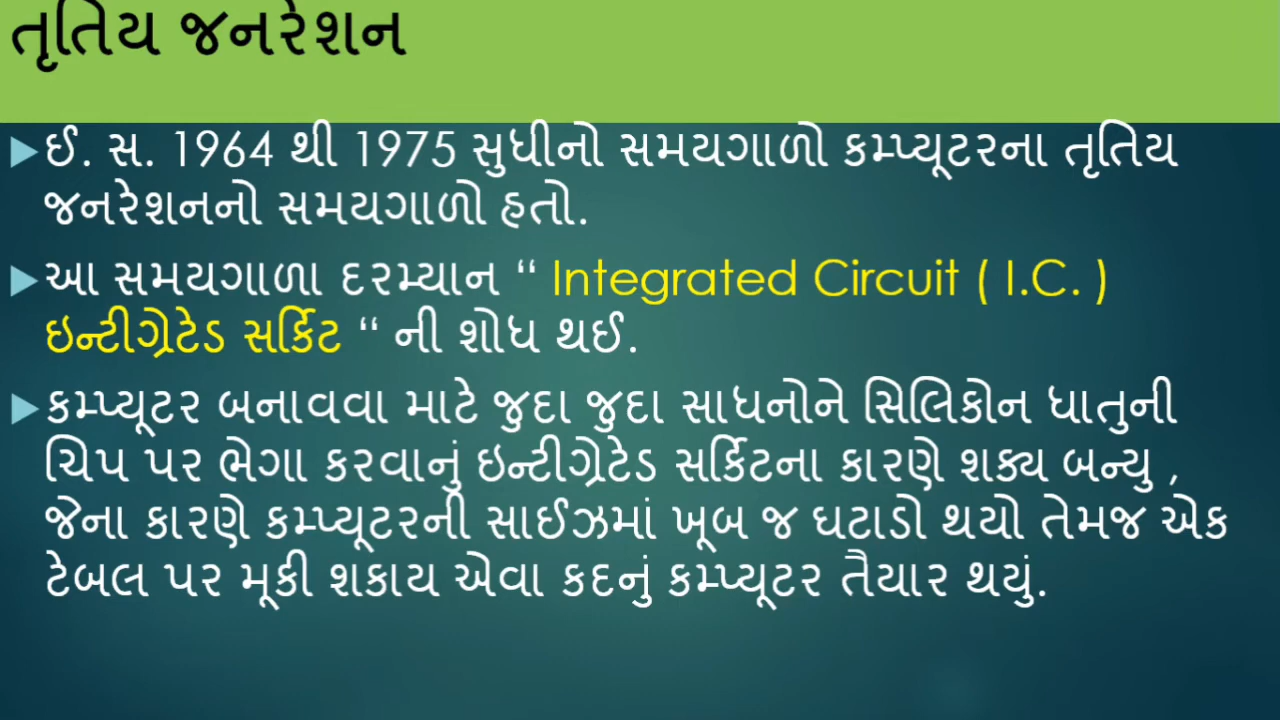 તૃતિય જનરેશન
ઈ. સ. 1964 થી 1975 સુધીનો સમયગાળો કમ્પ્યૂટરના તૃતિય
જનરેશનનો સમયગાળો હતો.
આ સમયગાળા દરમ્યાન “ Integrated Circuit ( I.C. )
ઇન્ટીગ્રેટેડ સર્કિટ “ ની શોધ થઈ.
કમ્પ્યૂટર બનાવવા માટે જુદા જુદા સાધનોને સિલિકોન ધાતુની
ચિપ પર ભેગા કરવાનું ઇન્ટીગ્રેટેડ સર્કિટના કારણે શક્ય બન્યુ ,
જેના કારણે કમ્પ્યૂટરની સાઈઝમાં ખૂબ જ ઘટાડો થયો તેમજ એક
ટેબલ પર મૂકી શકાય એવા કદનું કમ્પ્યૂટર તૈયાર થયું.